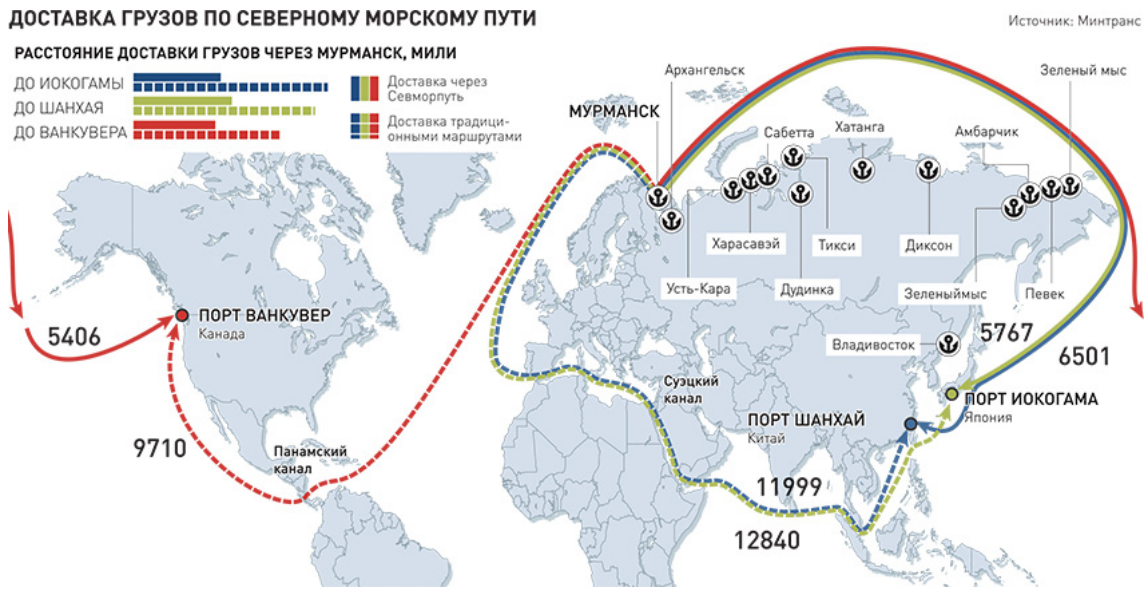 ДОСТАВКА ГРУЗОВ ПО СЕВЕРНОМУ МОРСКОМУ ПУТИ
Источник: Минтранс
РАССТОЯНИЕ ДОСТАВКИ ГРУЗОВ ЧЕРЕЗ МУРМАНСК, МИЛИ
ДО ИОКОГАМЫ
ДО ШАНХАЯ
ДО ВАНКУВЕРА
Доставка через
Севморпуть
Доставка традици-
онными маршрутами
Архангельск
МУРМАНСК
Сабетта
Хатанга
Амбарчик
Зеленый мыс
Харасавэй
Тикси
Диксон
Усть-Кара
Дудинка
Зеленыймыс
Певек
Владивосток
5406
ПОРТ ВАНКУВЕР
Канада
5767
6501
Суэцкий
канал
ПОРТ ИОКОГАМА
Япония
ПОРТ ШАНХАЙ
Китай
9710
Панамский
канал
11999
12840